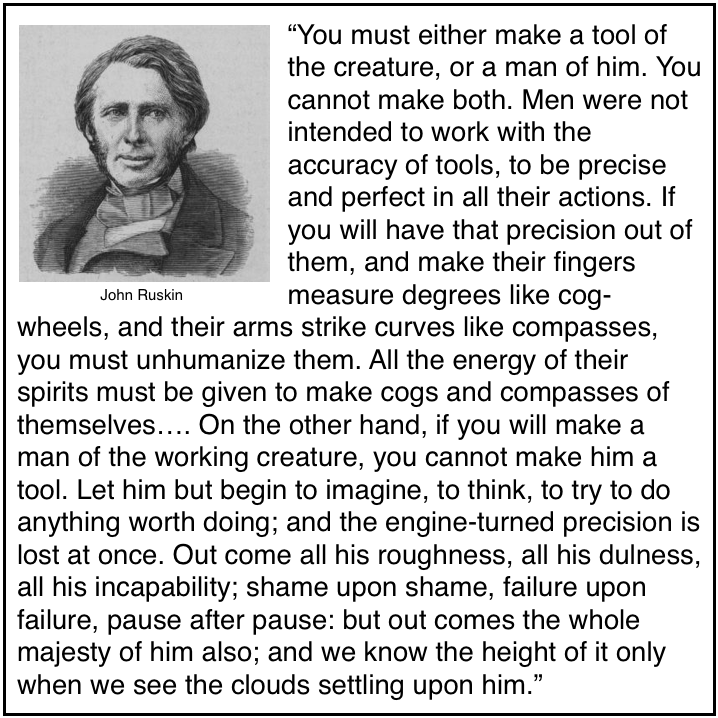 “You must either make a tool of
the creature, or a man of him. You
cannot make both. Men were not
intended to work with the
accuracy of tools, to be precise
and perfect in all their actions. If
you will have that precision out of
them, and make their fingers
measure degrees like cog-
John Ruskin
wheels, and their arms strike curves like compasses,
you must unhumanize them. All the energy of their
spirits must be given to make cogs and compasses of
themselves…. On the other hand, if you will make a
man of the working creature, you cannot make him a
tool. Let him but begin to imagine, to think, to try to do
anything worth doing; and the engine-turned precision is
lost at once. Out come all his roughness, all his dulness,
all his incapability; shame upon shame, failure upon
failure, pause after pause: but out comes the whole
majesty of him also; and we know the height of it only
when we see the clouds settling upon him.”